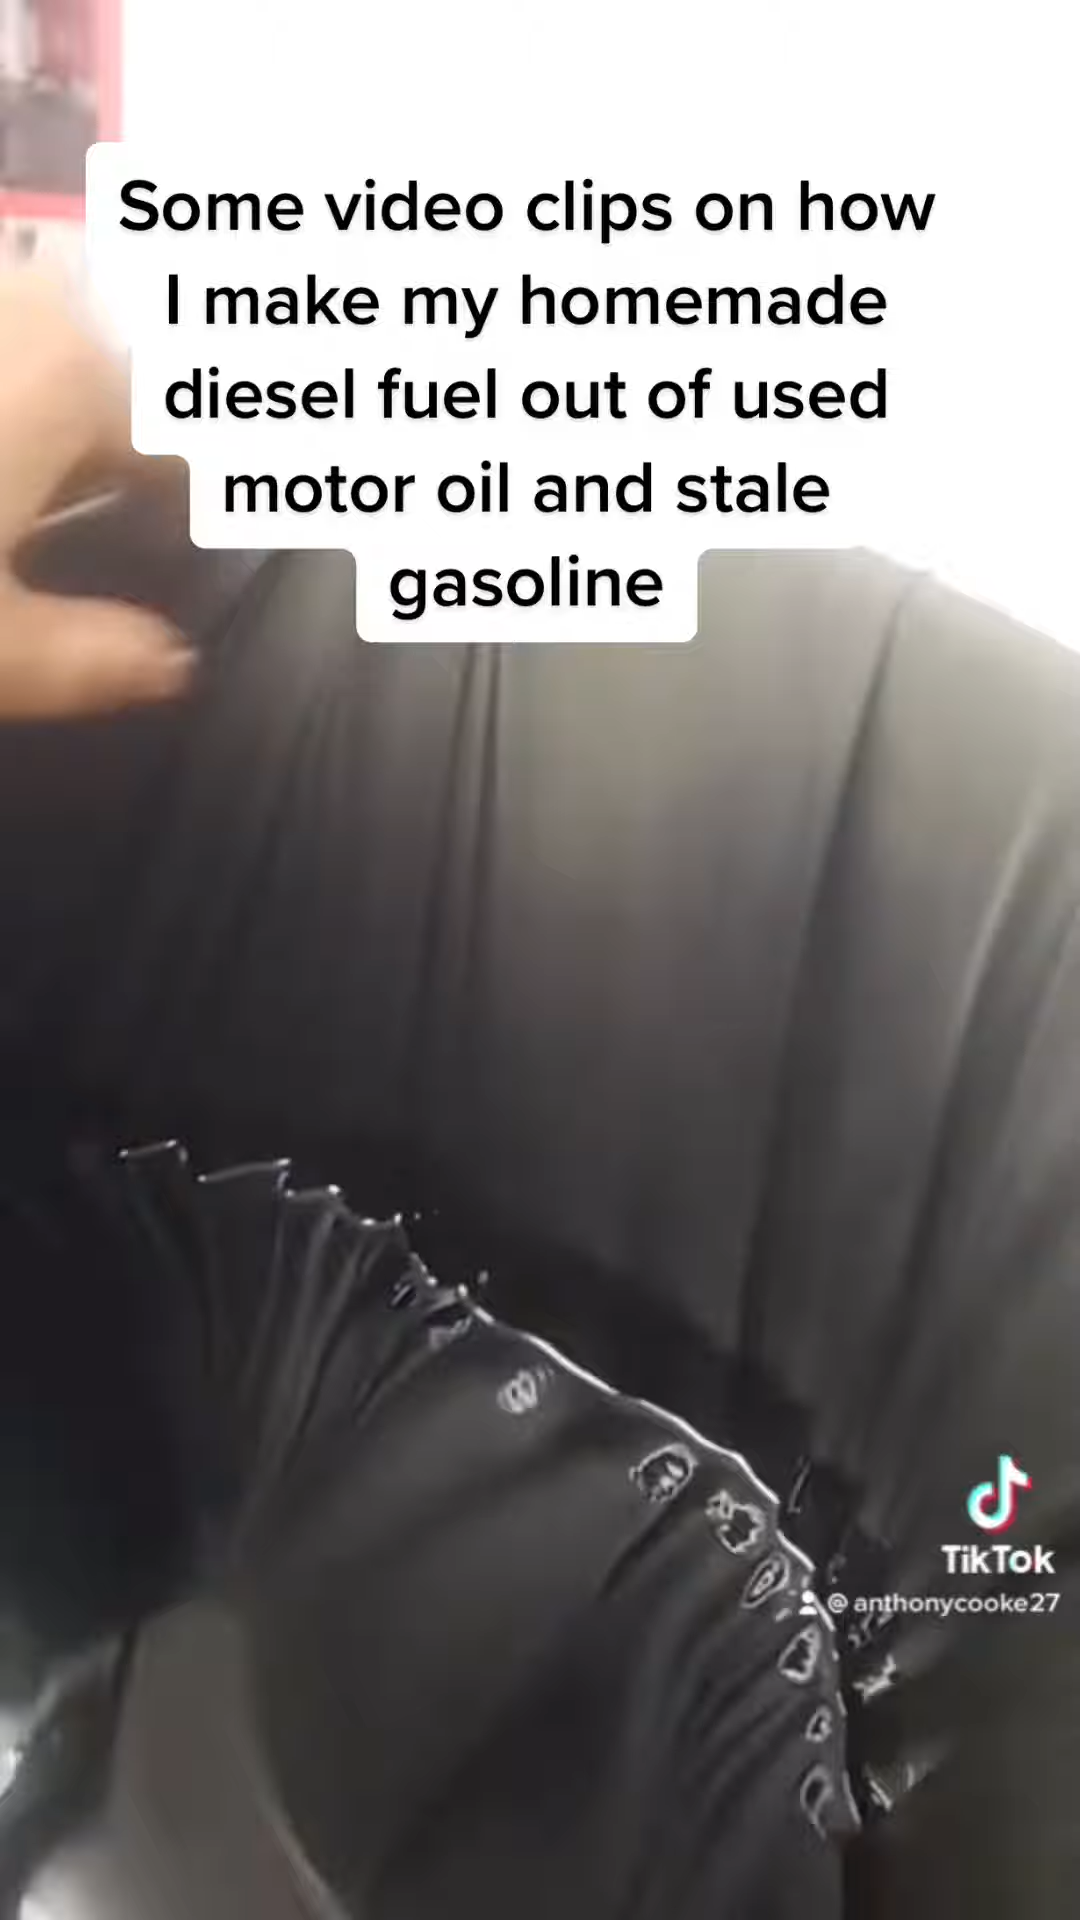 Some video clips on how
I make my homemade
diesel fuel out of used
motor oil and stale
gasoline
TikTok
@ anthonycooke27